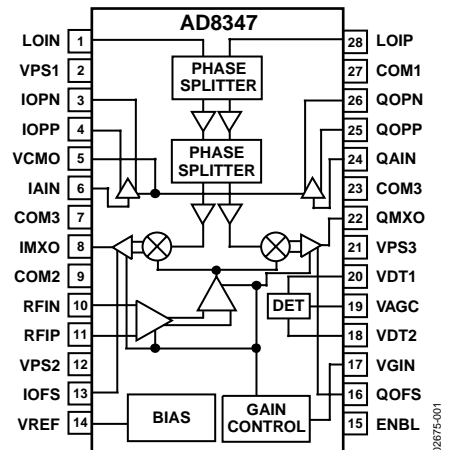 AD8347
LOIN 1
VPS1 2
IOPN 3
IOPP 4
VCMO 5
IAIN 6
COM3 7
IMXO 8
COM2 9
RFIN 10
RFIP 11
VPS2 12
IOFS 13
VREF 14
PHASE
SPLITTER
PHASE
SPLITTER
DET
BIAS
GAIN
CONTROL
28 LOIP
27 COM1
26 QOPN
25 QOPP
24 QAIN
23 COM3
22 QMXO
21 VPS3
20 VDT1
19 VAGC
18 VDT2
17 VGIN
16 QOFS
15 ENBL
02675-001